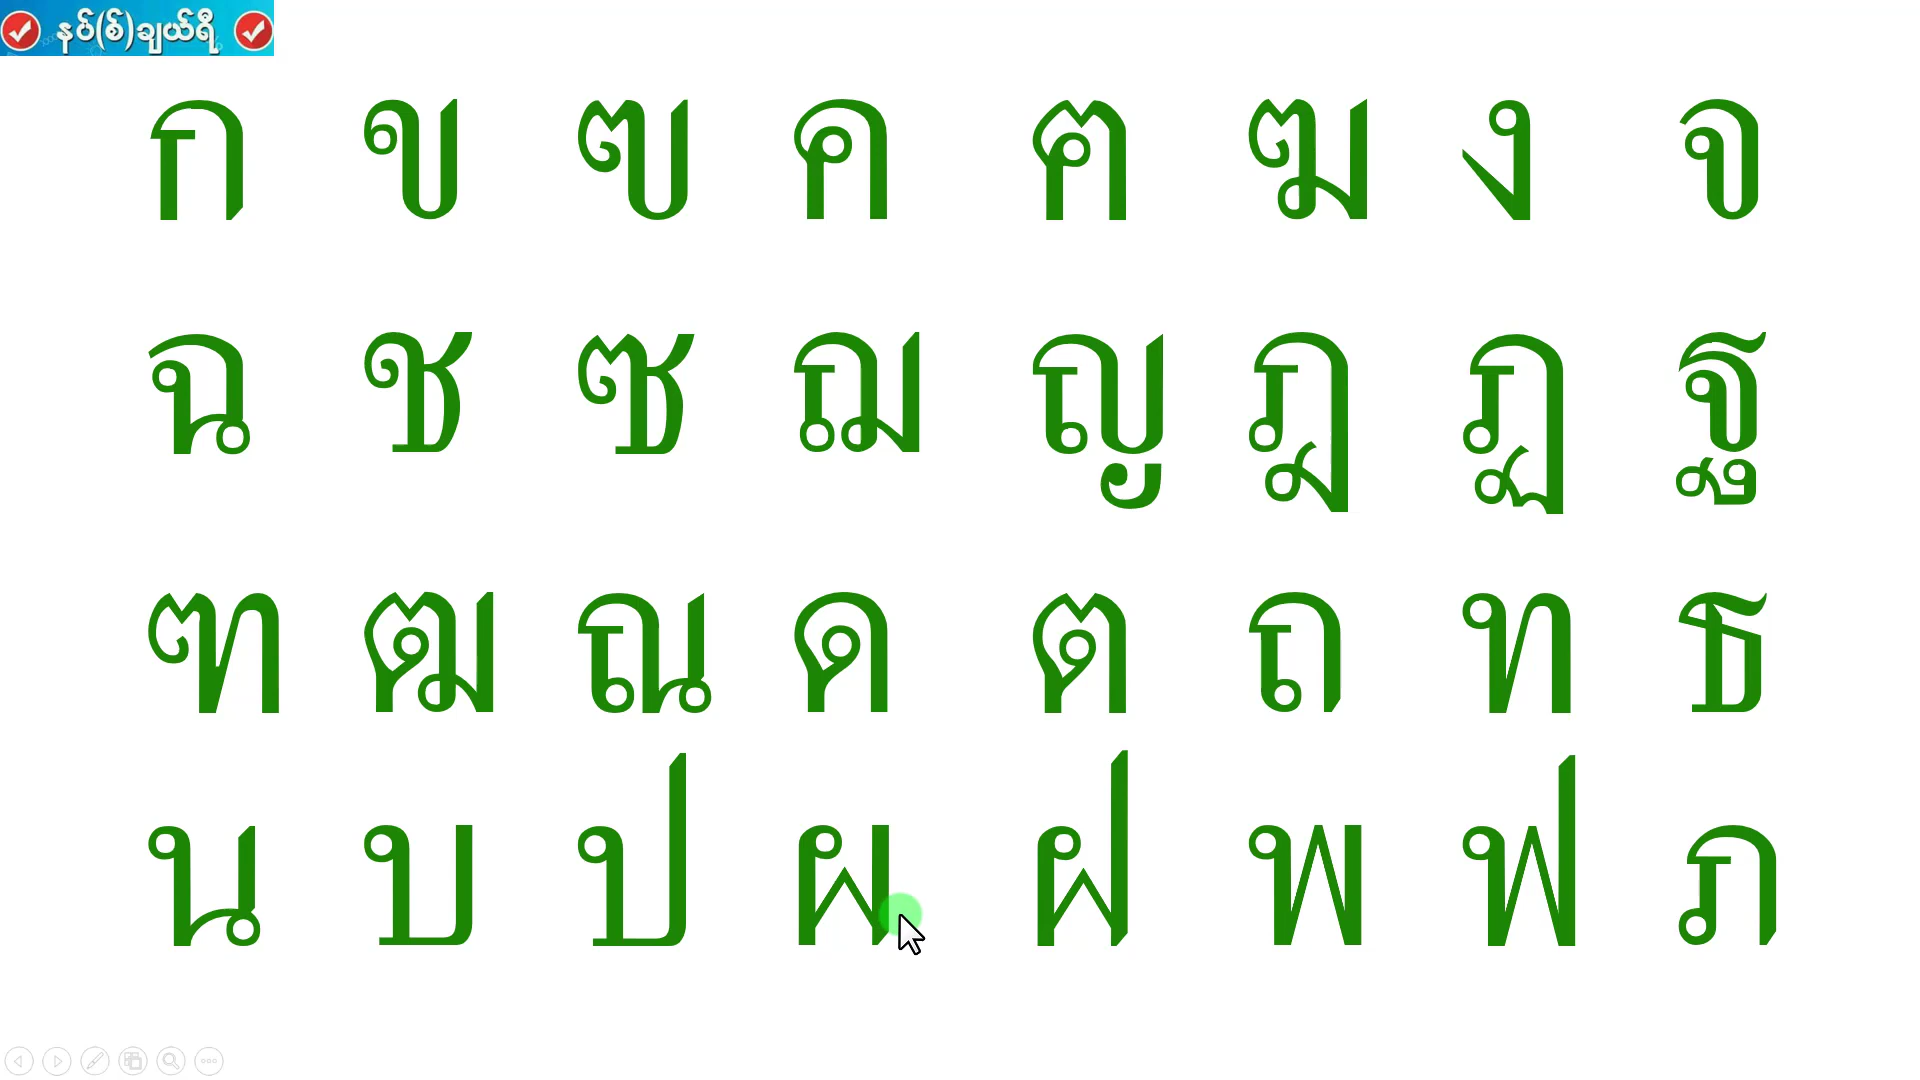 နပ်(စ်)ချယ်ရီ
ก ข ฃ ค ฅ ฆ ง จ
ฉ ช ซ ฌ ญ ฎ ฏ ฐ
ฑ ฒ ณ ด ต ถ ท ธ
น บ ป ผ ฝ พ ฟ ภ